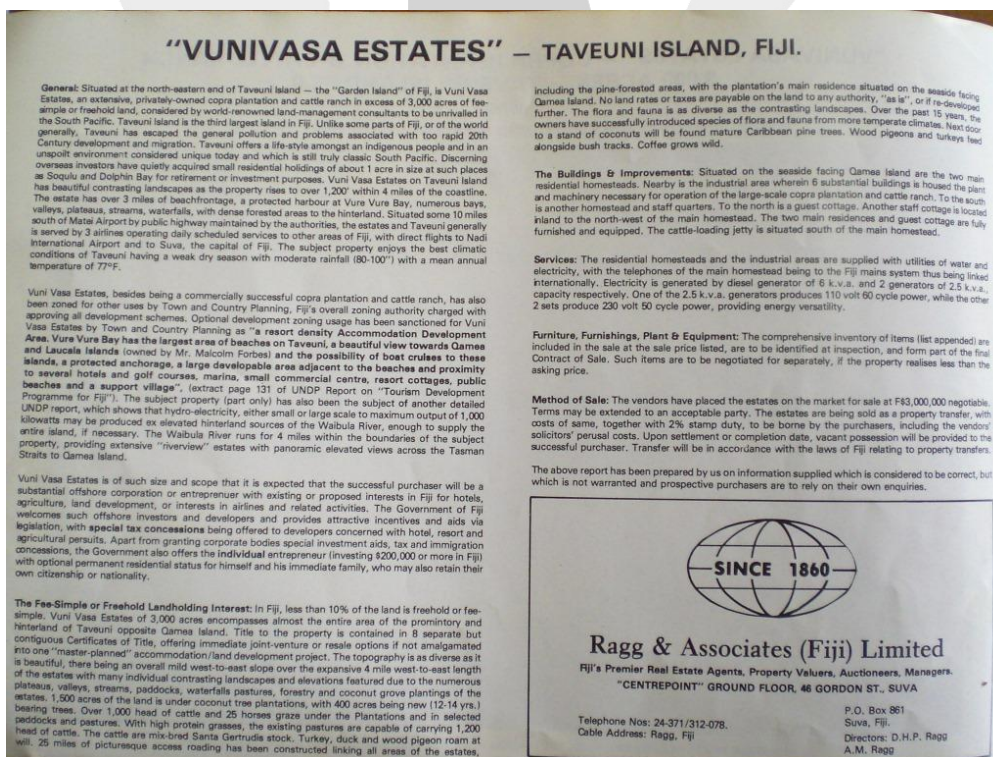 "VUNIVASA ESTATES" — TAVEUNI ISLAND, FIJI.
General: Situated at the north-eastern end of Taveuni Island — the "Garden Island" of Fiji, is Vuni Vasa
Estates, an extensive, privately-owned copra plantation and cattle ranch in excess of 3,000 acres of fee-
simple or freehold land, considered by world-renowned land-management consultants to be unrivalled in
the South Pacific. Taveuni Island is the third largest island in Fiji. Unlike some parts of Fiji, or of the world
generally, Taveuni has escaped the general pollution and problems associated with too rapid 20th
Century development and migration. Taveuni offers a life-style amongst an indigenous people and in an
unspoilt environment considered unique today and which is still truly classic South Pacific. Discerning
overseas investors have quietly acquired small residential holdings of about 1 acre in size at such places
as Soqulu and Dolphin Bay for retirement or investment purposes. Vuni Vasa Estates on Taveuni Island
has beautiful contrasting landscapes as the property rises to over 1,200' within 4 miles of the coastline.
The estate has over 3 miles of beachfrontage, a protected harbour at Vure Vure Bay, numerous bays,
valleys, plateaus, streams, waterfalls, with dense forested areas to the hinterland. Situated some 10 miles
south of Matei Airport by public highway maintained by the authorities, the estates and Taveuni generally
is served by 3 airlines operating daily scheduled services to other areas of Fiji, with direct flights to Nadi
International Airport and to Suva, the capital of Fiji. The subject property enjoys the best climatic
conditions of Taveuni having a weak dry season with moderate rainfall (80-100") with a mean annual
temperature of 77°F.
Vuni Vasa Estates, besides being a commercially successful copra plantation and cattle ranch, has also
been zoned for other uses by Town and Country Planning, Fiji's overall zoning authority charged with
approving all development schemes. Optional development zoning usage has been sanctioned for Vuni
Vasa Estates by Town and Country Planning as "a resort density Accommodation Development
Area. Vure Vure Bay has the largest area of beaches on Taveuni, a beautiful view towards Qamea
and Laucala Islands (owned by Mr. Malcolm Forbes) and the possibility of boat cruises to these
islands, a protected anchorage, a large developable area adjacent to the beaches and proximity
to several hotels and golf courses, marina, small commercial centre, resort cottages, public
beaches and a support village", (extract page 131 of UNDP Report on "Tourism Development
Programme for Fiji"). The subject property (part only) has also been the subject of another detailed
UNDP report, which shows that hydro-electricity, either small or large scale to maximum output of 1,000
kilowatts may be produced ex elevated hinterland sources of the Waibula River, enough to supply the
entire island, if necessary. The Waibula River runs for 4 miles within the boundaries of the subject
property, providing extensive "riverview" estates with panoramic elevated views across the Tasman
Straits to Qamea Island.
Vuni Vasa Estates is of such size and scope that it is expected that the successful purchaser will be a
substantial offshore corporation or entreprenuer with existing or proposed interests in Fiji for hotels,
agriculture, land development, or interests in airlines and related activities. The Government of Fiji
welcomes such offshore investors and developers and provides attractive incentives and aids via
legislation, with special tax concessions being offered to developers concerned with hotel, resort and
agricultural persuits. Apart from granting corporate bodies special investment aids, tax and immigration
concessions, the Government also offers the individual entrepreneur (investing $200,000 or more in Fiji)
with optional permanent residential status for himself and his immediate family, who may also retain their
own citizenship or nationality.
The Fee-Simple or Freehold Landholding Interest: In Fiji, less than 10% of the land is freehold or fee-
simple. Vuni Vasa Estates of 3,000 acres encompasses almost the entire area of the promintory and
hinterland of Taveuni opposite Qamea Island. Title to the property is contained in 8 separate but
contiguous Certificates of Title, offering immediate joint-venture or resale options if not amalgamated
into one "master-planned" accommodation/land development project. The topography is as diverse as it
is beautiful, there being an overall mild west-to-east slope over the expansive 4 mile west-to-east length
of the estates with many individual contrasting landscapes and elevations featured due to the numerous
plateaus, valleys, streams, paddocks, waterfalls pastures, forestry and coconut grove plantings of the
estates. 1,500 acres of the land is under coconut tree plantations, with 400 acres being new (12-14 yrs.)
bearing trees. Over 1,000 head of cattle and 25 horses graze under the Plantations and in selected
paddocks and pastures. With high protein grasses, the existing pastures are capable of carrying 1,200
head of cattle. The cattle are mix-bred Santa Gertrudis stock. Turkey, duck and wood pigeon roam at
will. 25 miles of picturesque access roading has been constructed linking all areas of the estates,
including the pine-forested areas, with the plantation's main residence situated on the seaside facing
Qamea Island. No land rates or taxes are payable on the land to any authority, "as is", or if re-developed
further. The flora and fauna is as diverse as the contrasting landscapes. Over the past 15 years, the
owners have successfully introduced species of flora and fauna from more temperate climates. Next door
to a stand of coconuts will be found mature Caribbean pine trees. Wood pigeons and turkeys feed
alongside bush tracks. Coffee grows wild.
The Buildings & Improvements: Situated on the seaside facing Qamea Island are the two main
residential homesteads. Nearby is the industrial area wherein 6 substantial buildings is housed the plant
and machinery necessary for operation of the large-scale copra plantation and cattle ranch. To the south
is another homestead and staff quarters. To the north is a guest cottage. Another staff cottage is located
inland to the north-west of the main homestead. The two main residences and guest cottage are fully
furnished and equipped. The cattle-loading jetty is situated south of the main homestead.
Services: The residential homesteads and the industrial areas are supplied with utilities of water and
electricity, with the telephones of the main homestead being to the Fiji mains system thus being linked
internationally. Electricity is generated by diesel generator of 6 k.v.a. and 2 generators of 2.5 k.v.a.,
capacity respectively. One of the 2.5 k.v.a. generators produces 110 volt 60 cycle power, while the other
2 sets produce 230 volt 50 cycle power, providing energy versatility.
Furniture, Furnishings, Plant & Equipment: The comprehensive inventory of items (list appended) are
included in the sale at the sale price listed, are to be identified at inspection, and form part of the final
Contract of Sale. Such items are to be negotiated for separately, if the property realises less than the
asking price.
Method of Sale: The vendors have placed the estates on the market for sale at F$3,000,000 negotiable.
Terms may be extended to an acceptable party. The estates are being sold as a property transfer, with
costs of same, together with 2% stamp duty, to be borne by the purchasers, including the vendors'
solicitors' perusal costs. Upon settlement or completion date, vacant possession will be provided to the
successful purchaser. Transfer will be in accordance with the laws of Fiji relating to property transfers.
The above report has been prepared by us on information supplied which is considered to be correct, but
which is not warranted and prospective purchasers are to rely on their own enquiries.
SINCE 1860
Ragg & Associates (Fiji) Limited
Fiji's Premier Real Estate Agents, Property Valuers, Auctioneers, Managers.
"CENTREPOINT" GROUND FLOOR, 46 GORDON ST., SUVA
Telephone Nos: 24-371/312-078.
Cable Address: Ragg, Fiji
P.O. Box 861
Suva, Fiji.
Directors: D.H.P. Ragg
A.M. Ragg